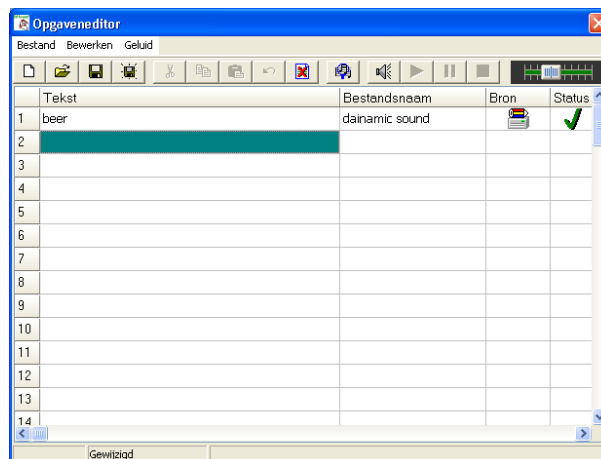 Opgaveneditor
Bestand Bewerken Geluid
Tekst Bestandsnaam Bron Status
1 beer dainamic sound
2
3
4
5
6
7
8
9
10
11
12
13
14
Gewijzigd